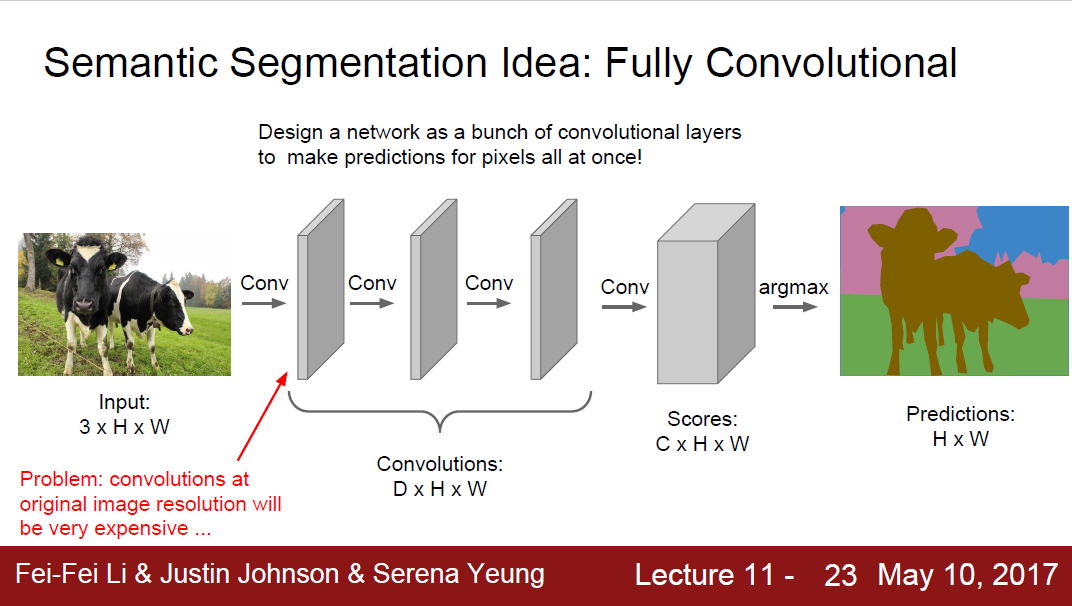 Semantic Segmentation Idea: Fully Convolutional
Design a network as a bunch of convolutional layers
to make predictions for pixels all at once!
Conv
Conv
Conv
Conv
argmax
Input:
3 x H x W
Convolutions:
D x H x W
Scores:
C x H x W
Predictions:
H x W
Problem: convolutions at
original image resolution will
be very expensive ...
Fei-Fei Li & Justin Johnson & Serena Yeung
Lecture 11 - 23 May 10, 2017